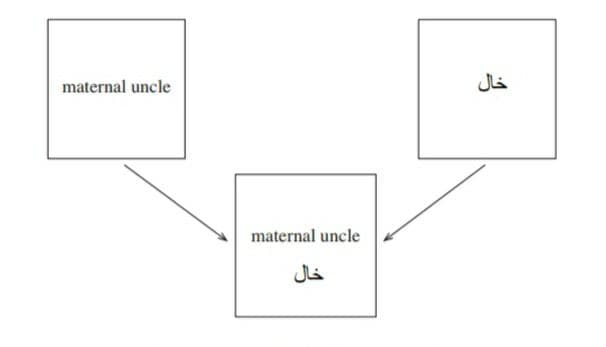 maternal uncle
خال
maternal uncle
خال